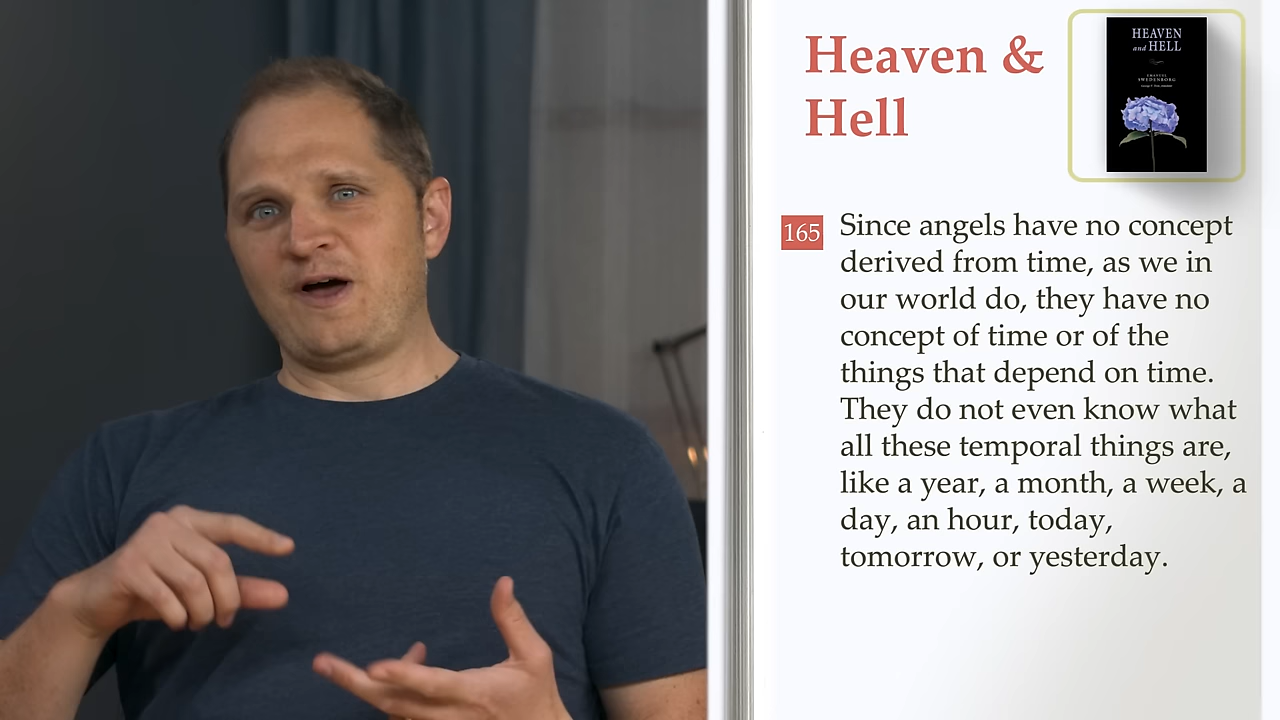 Heaven &
Hell
HEAVEN
and HELL
EMANUEL
SWEDENBORG
165
Since angels have no concept
derived from time, as we in
our world do, they have no
concept of time or of the
things that depend on time.
They do not even know what
all these temporal things are,
like a year, a month, a week, a
day, an hour, today,
tomorrow, or yesterday.